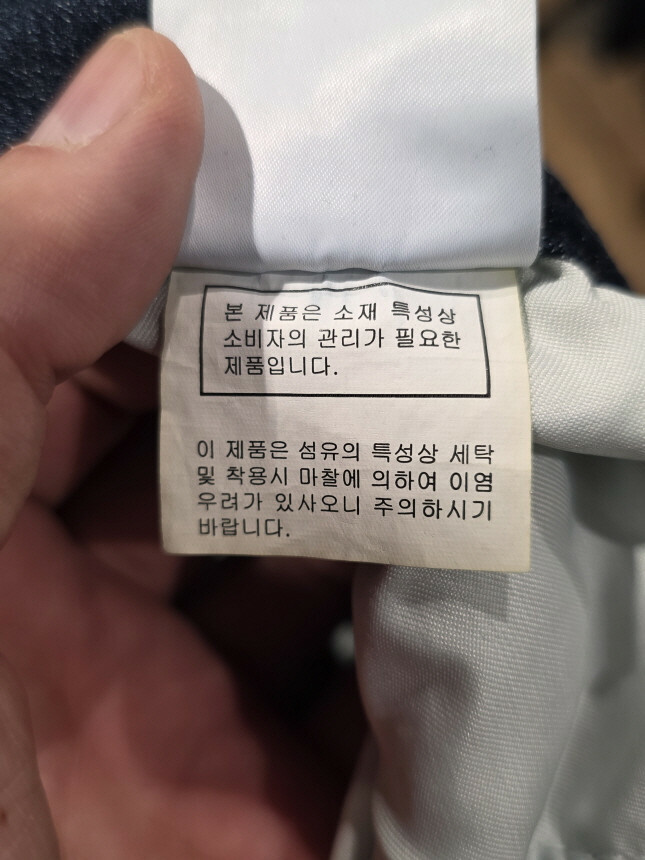 본 제품은 소재 특성상
소비자의 관리가 필요한
제품입니다.
이 제품은 섬유의 특성상 세탁
및 착용시 마찰에 의하여 이염
우려가 있사오니 주의하시기
바랍니다.